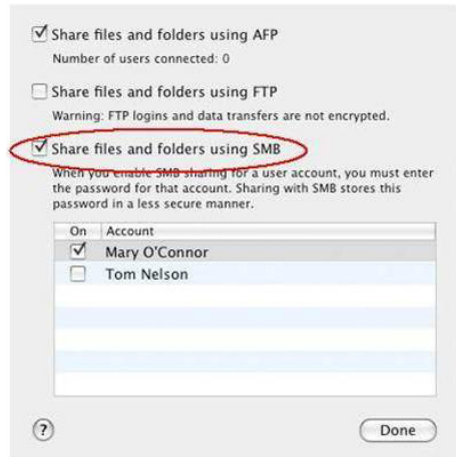 Share files and folders using AFP
Number of users connected: 0
Share files and folders using FTP
Warning: FTP logins and data transfers are not encrypted.
Share files and folders using SMB
When you enable SMB sharing for a user account, you must enter
the password for that account. Sharing with SMB stores this
password in a less secure manner.
On Account
Mary O'Connor
Tom Nelson
? Done